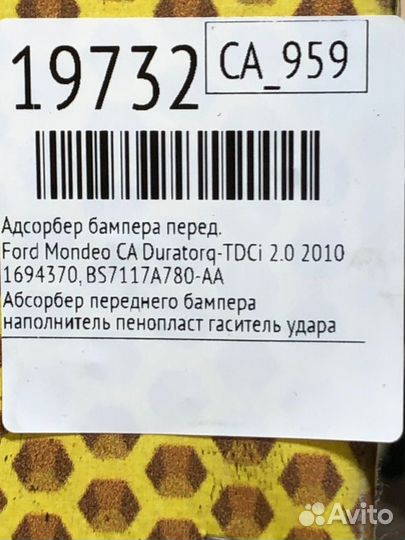 19732
CA_959
Адсорбер бампера перед.
Ford Mondeo CA Duratorq-TDCi 2.0 2010
1694370, BS7117A780-AA
Абсорбер переднего бампера
наполнитель пенопласт гаситель удара
Avito